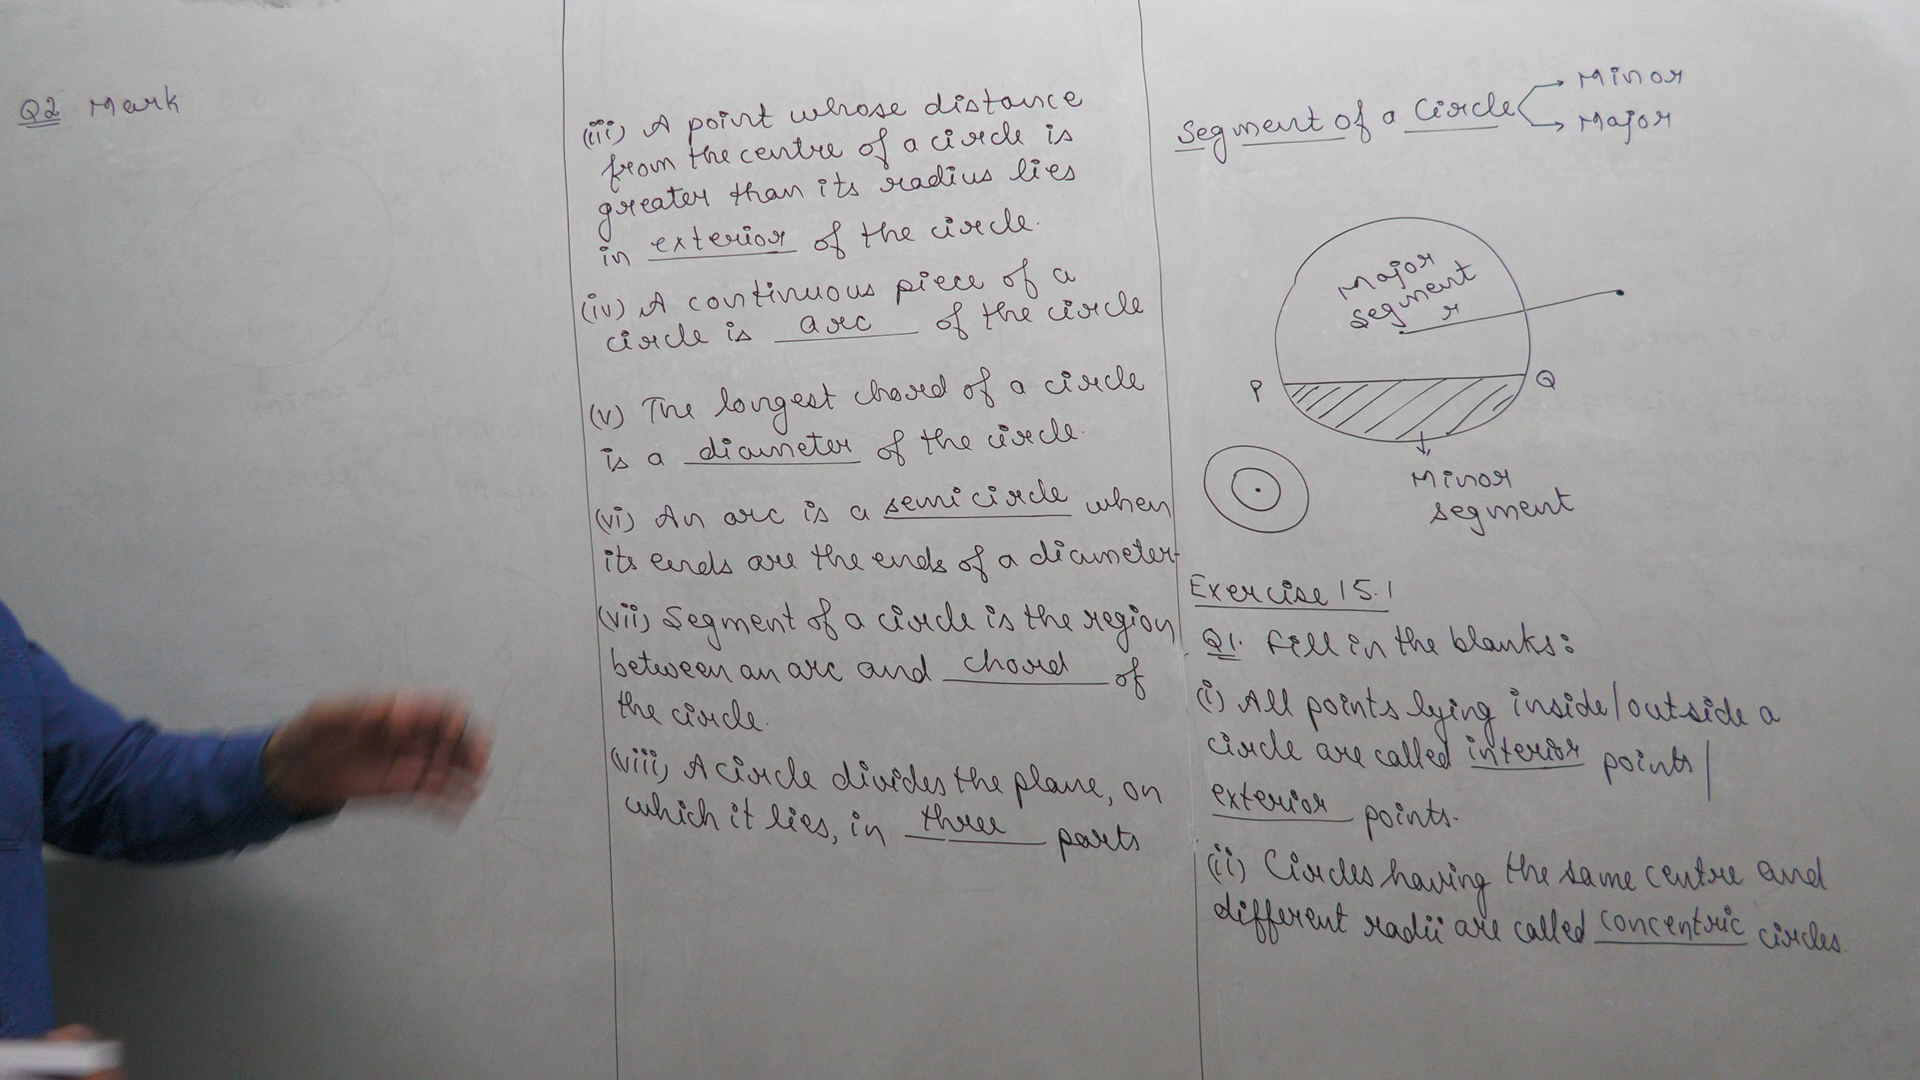 Q2 Mark
(iii) A point whose distance
from the centre of a circle is
greater than its radius lies
in exterior of the circle.
(iv) A continuous piece of a
circle is arc of the circle
(v) The longest chord of a circle
is a diameter of the circle.
(vi) An arc is a semicircle when
its ends are the ends of a diameter
(vii) Segment of a circle is the region
between an arc and chord of
the circle.
(viii) A circle divides the plane, on
which it lies, in three parts
Segment of a Circle
Minor
Major
Major
segment
r
P
Q
Minor
segment
Exercise 15.1
Q1. Fill in the blanks:
(i) All points lying inside/outside a
circle are called interior points/
exterior points.
(ii) Circles having the same centre and
different radii are called concentric circles.